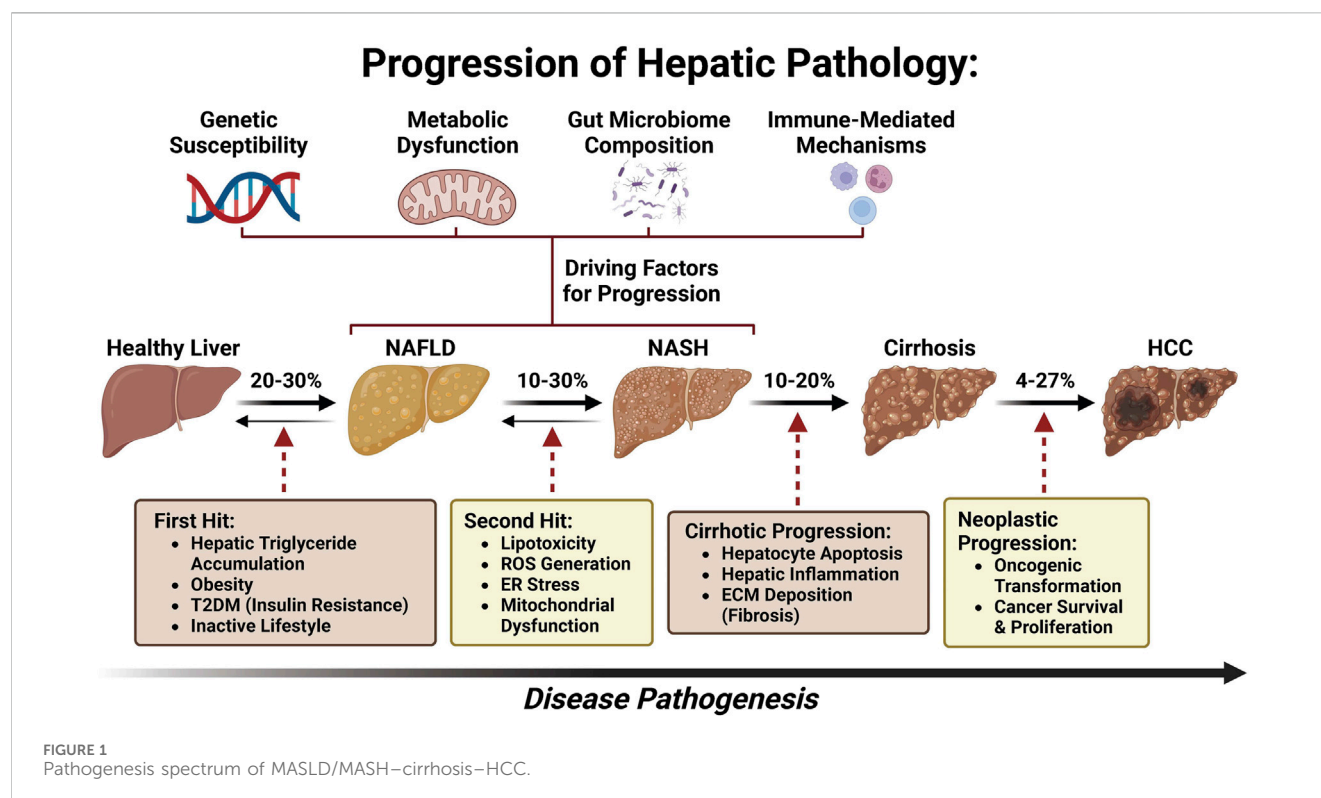 Progression of Hepatic Pathology:
Genetic
Susceptibility
Metabolic
Dysfunction
Gut Microbiome
Composition
Immune-Mediated
Mechanisms
Driving Factors
for Progression
Healthy Liver
NAFLD
NASH
Cirrhosis
HCC
20-30%
10-30%
10-20%
4-27%
First Hit:
• Hepatic Triglyceride
Accumulation
• Obesity
• T2DM (Insulin Resistance)
• Inactive Lifestyle
Second Hit:
• Lipotoxicity
• ROS Generation
• ER Stress
• Mitochondrial
Dysfunction
Cirrhotic Progression:
• Hepatocyte Apoptosis
• Hepatic Inflammation
• ECM Deposition
(Fibrosis)
Neoplastic
Progression:
• Oncogenic
Transformation
• Cancer Survival
& Proliferation
Disease Pathogenesis
FIGURE 1
Pathogenesis spectrum of MASLD/MASH–cirrhosis–HCC.